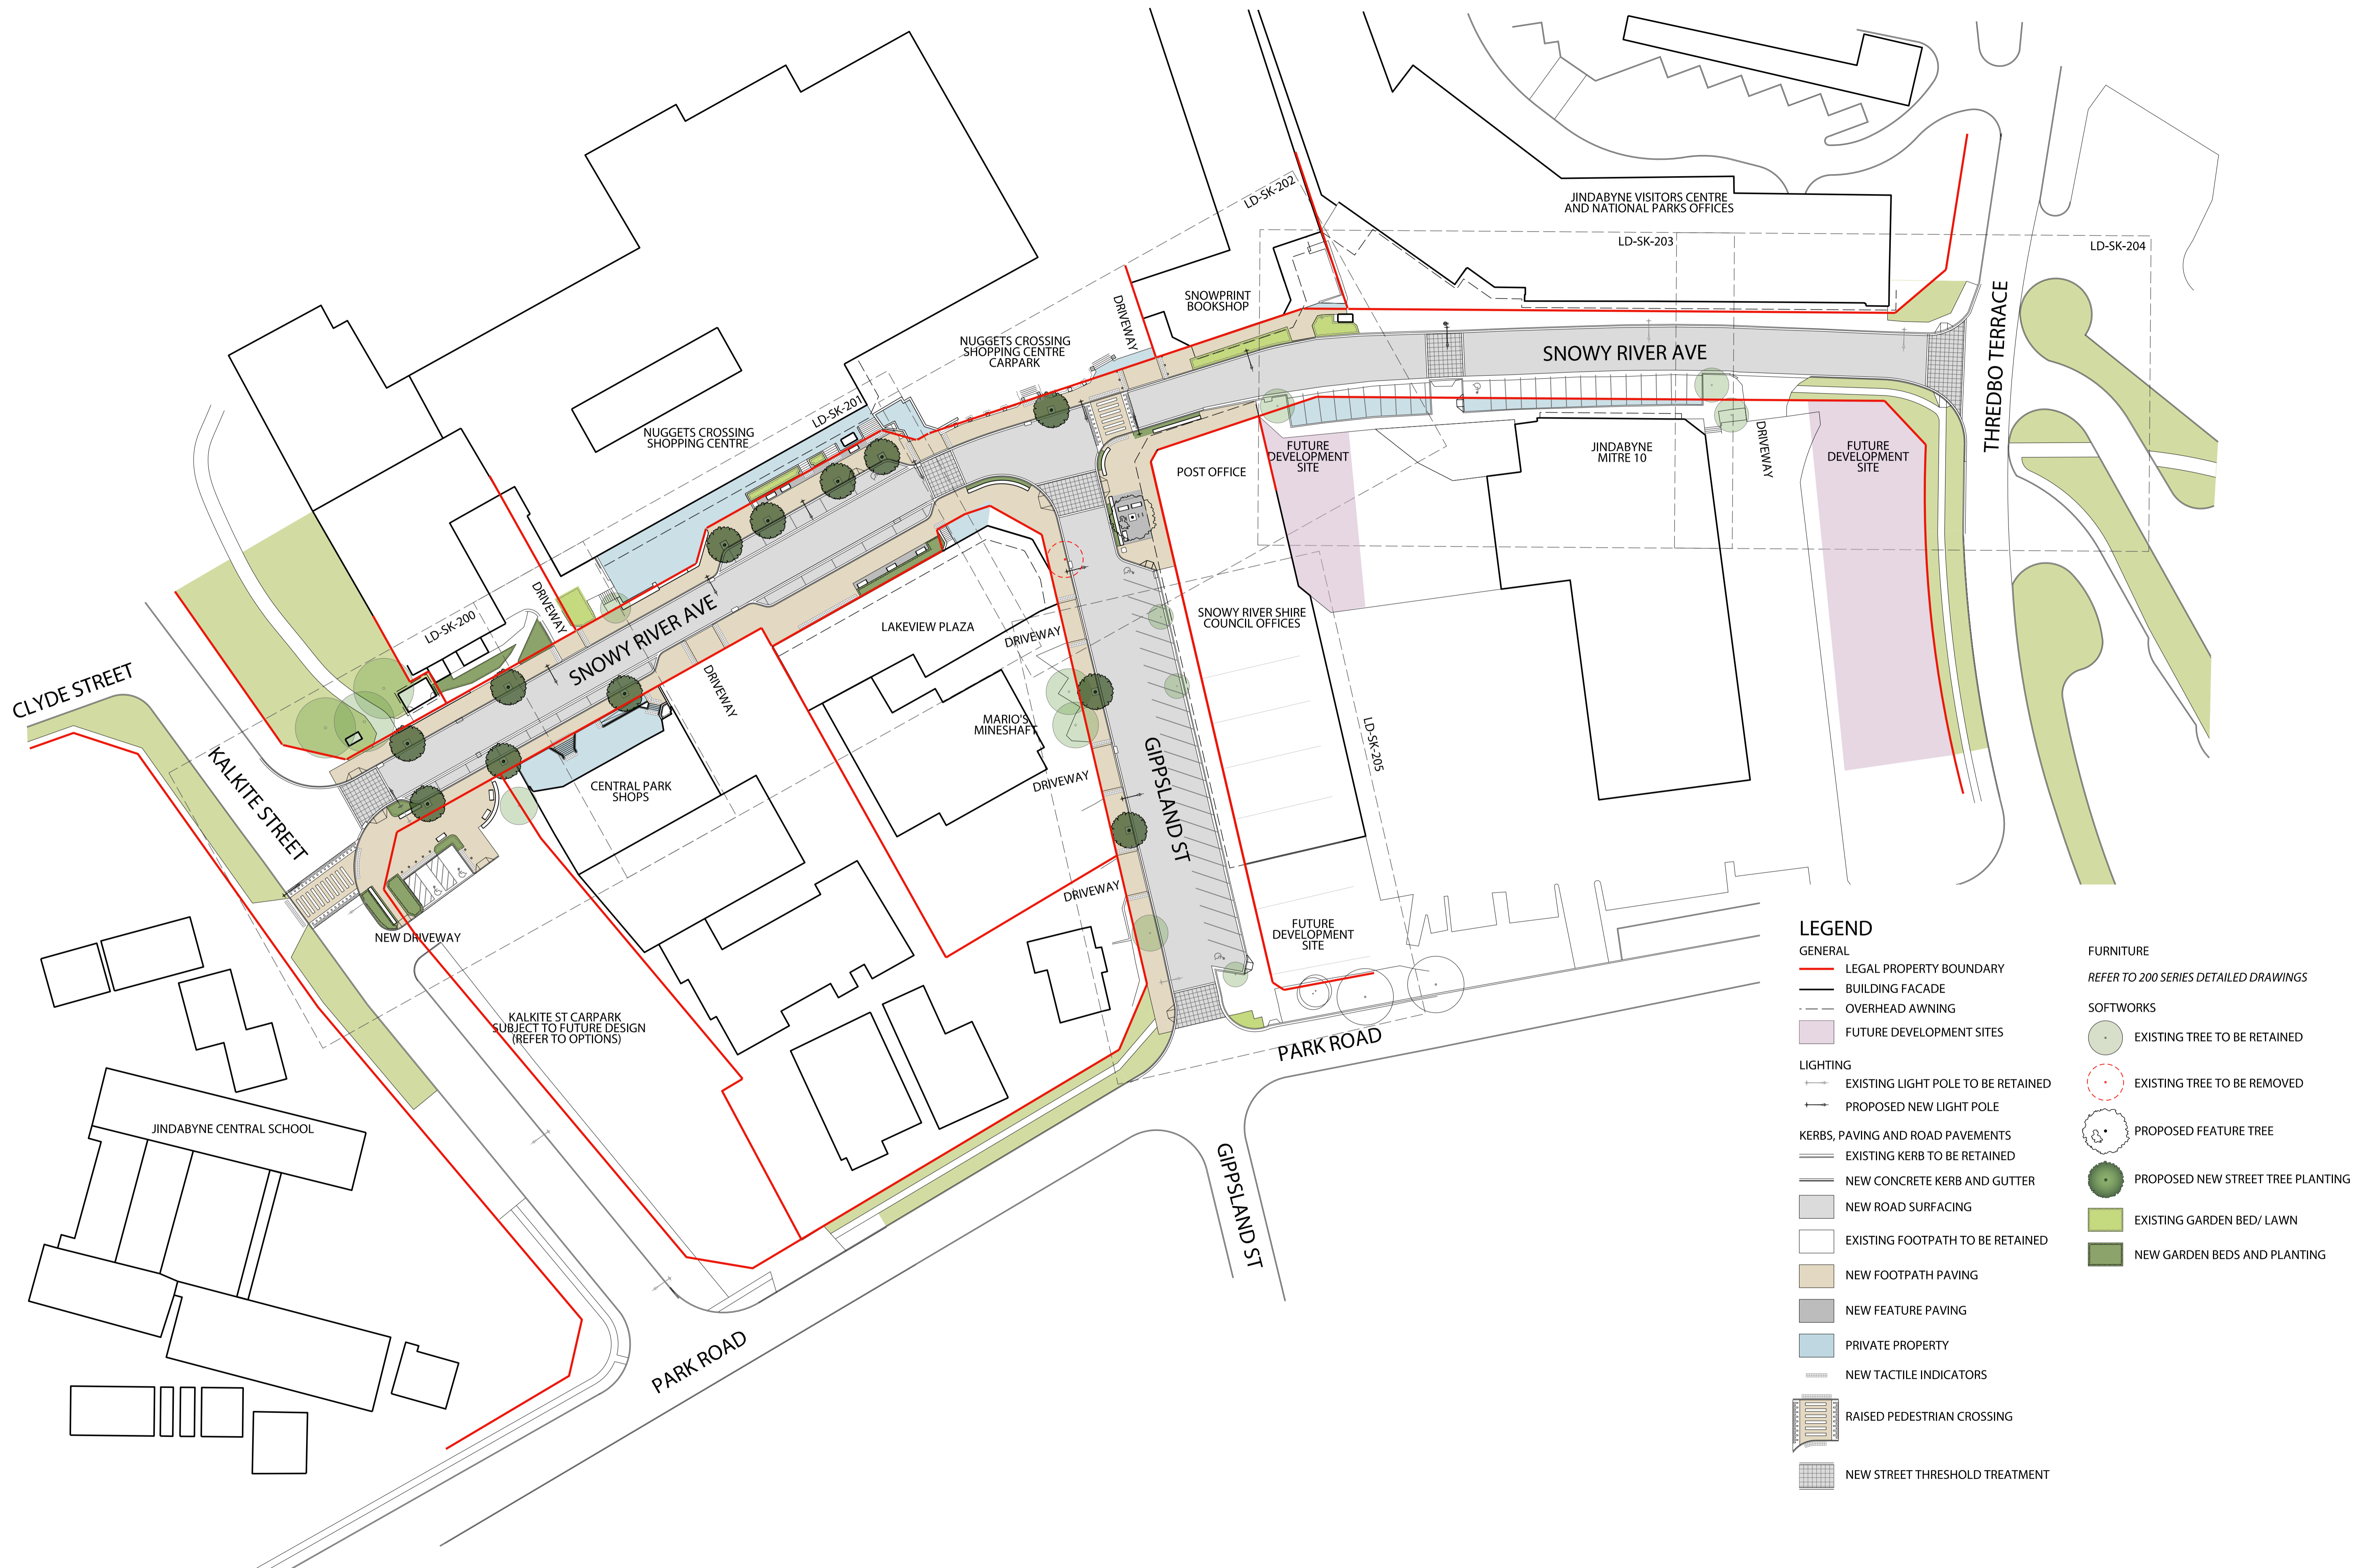 LD-SK-202
JINDABYNE VISITORS CENTRE
AND NATIONAL PARKS OFFICES
LD-SK-203
LD-SK-204
SNOWPRINT
BOOKSHOP
DRIVEWAY
NUGGETS CROSSING
SHOPPING CENTRE
CARPARK
SNOWY RIVER AVE
THREDBO TERRACE
LD-SK-201
NUGGETS CROSSING
SHOPPING CENTRE
POST OFFICE
FUTURE
DEVELOPMENT
SITE
JINDABYNE
MITRE 10
DRIVEWAY
FUTURE
DEVELOPMENT
SITE
DRIVEWAY
LD-SK-200
SNOWY RIVER AVE
LAKEVIEW PLAZA
DRIVEWAY
SNOWY RIVER SHIRE
COUNCIL OFFICES
CLYDE STREET
DRIVEWAY
MARIO'S
MINESHAFT
LD-SK-205
KALKITE STREET
CENTRAL PARK
SHOPS
DRIVEWAY
GIPPSLAND ST
DRIVEWAY
NEW DRIVEWAY
FUTURE
DEVELOPMENT
SITE
KALKITE ST CARPARK
SUBJECT TO FUTURE DESIGN
(REFER TO OPTIONS)
PARK ROAD
JINDABYNE CENTRAL SCHOOL
GIPPSLAND ST
PARK ROAD
LEGEND
GENERAL
LEGAL PROPERTY BOUNDARY
BUILDING FACADE
OVERHEAD AWNING
FUTURE DEVELOPMENT SITES
LIGHTING
EXISTING LIGHT POLE TO BE RETAINED
PROPOSED NEW LIGHT POLE
KERBS, PAVING AND ROAD PAVEMENTS
EXISTING KERB TO BE RETAINED
NEW CONCRETE KERB AND GUTTER
NEW ROAD SURFACING
EXISTING FOOTPATH TO BE RETAINED
NEW FOOTPATH PAVING
NEW FEATURE PAVING
PRIVATE PROPERTY
NEW TACTILE INDICATORS
RAISED PEDESTRIAN CROSSING
NEW STREET THRESHOLD TREATMENT
FURNITURE
REFER TO 200 SERIES DETAILED DRAWINGS
SOFTWORKS
EXISTING TREE TO BE RETAINED
EXISTING TREE TO BE REMOVED
PROPOSED FEATURE TREE
PROPOSED NEW STREET TREE PLANTING
EXISTING GARDEN BED/ LAWN
NEW GARDEN BEDS AND PLANTING